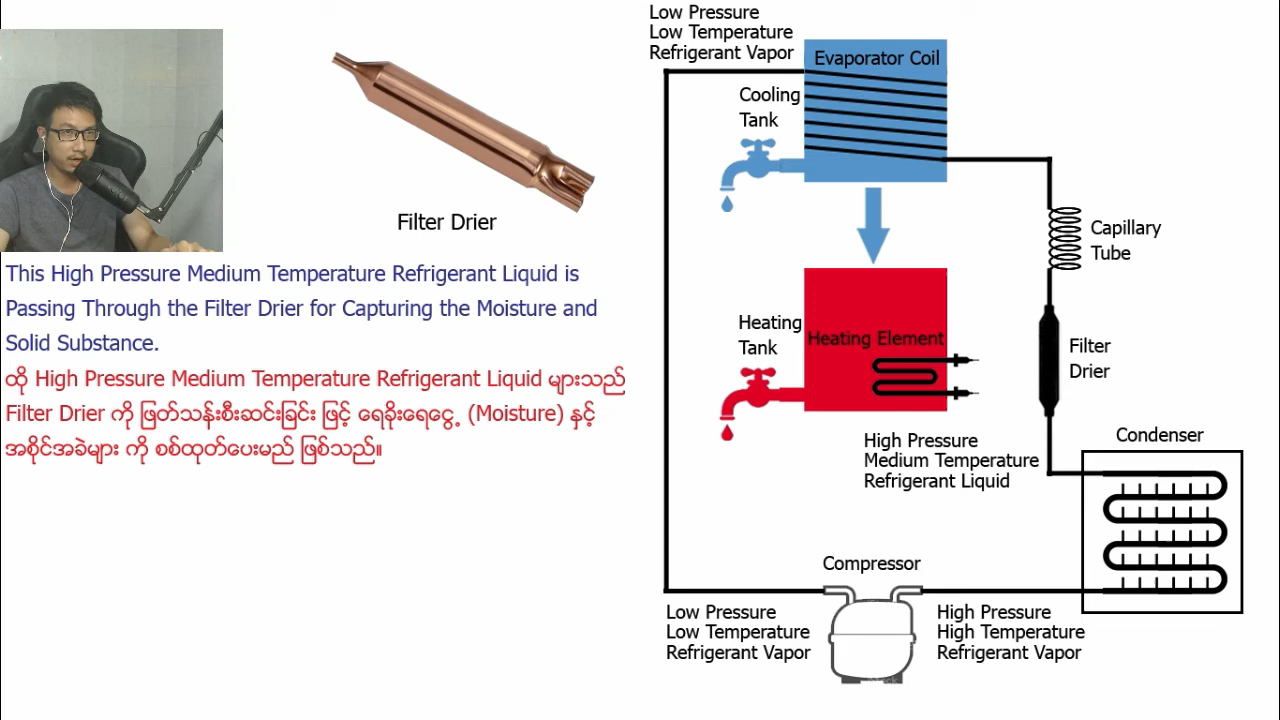 Filter Drier
This High Pressure Medium Temperature Refrigerant Liquid is
Passing Through the Filter Drier for Capturing the Moisture and
Solid Substance.
ထို High Pressure Medium Temperature Refrigerant Liquid များသည်
Filter Drier ကို ဖြတ်သန်းစီးဆင်းခြင်း ဖြင့် ရေခိုးရေငွေ့ (Moisture) နှင့်
အစိုင်အခဲများ ကို စစ်ထုတ်ပေးမည် ဖြစ်သည်။
Low Pressure
Low Temperature
Refrigerant Vapor
Evaporator Coil
Cooling
Tank
Capillary
Tube
Heating
Tank
Heating Element
Filter
Drier
High Pressure
Medium Temperature
Refrigerant Liquid
Condenser
Compressor
Low Pressure
Low Temperature
Refrigerant Vapor
High Pressure
High Temperature
Refrigerant Vapor